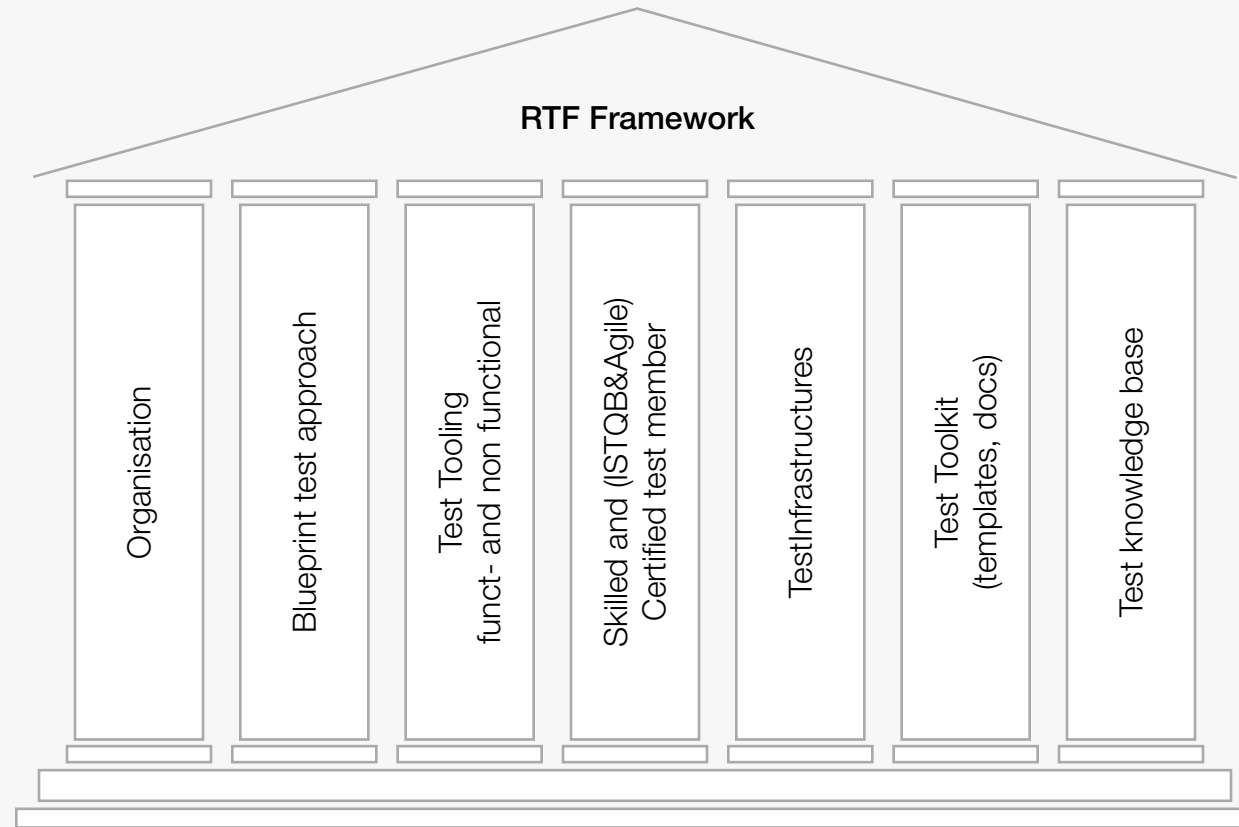 RTF Framework
Organisation
Blueprint test approach
Test Tooling
funct- and non functional
Skilled and (ISTQB&Agile)
Certified test member
TestInfrastructures
Test Toolkit
(templates, docs)
Test knowledge base